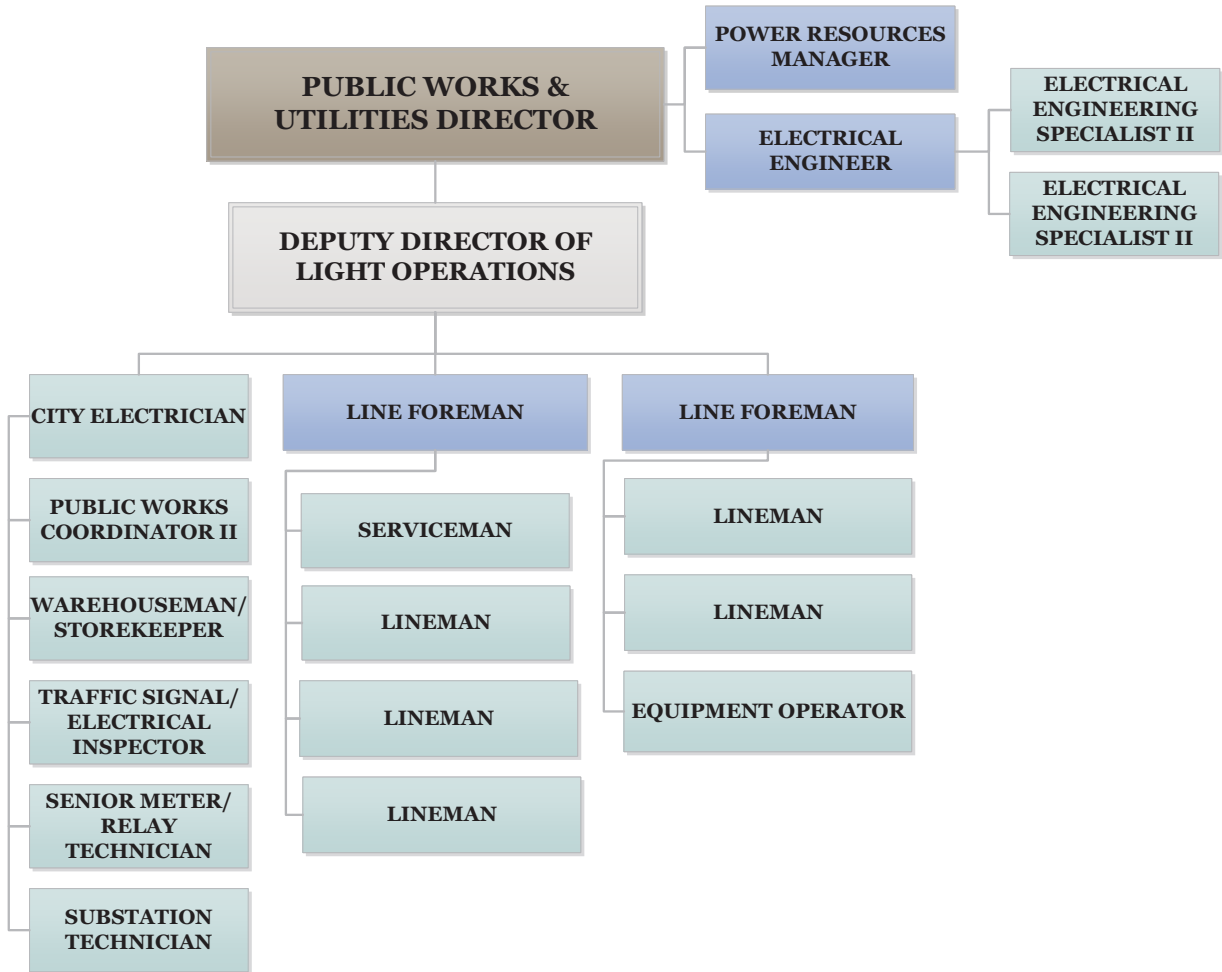 PUBLIC WORKS &
UTILITIES DIRECTOR
POWER RESOURCES
MANAGER
ELECTRICAL
ENGINEER
ELECTRICAL
ENGINEERING
SPECIALIST II
ELECTRICAL
ENGINEERING
SPECIALIST II
DEPUTY DIRECTOR OF
LIGHT OPERATIONS
CITY ELECTRICIAN
PUBLIC WORKS
COORDINATOR II
WAREHOUSEMAN/
STOREKEEPER
TRAFFIC SIGNAL/
ELECTRICAL
INSPECTOR
SENIOR METER/
RELAY
TECHNICIAN
SUBSTATION
TECHNICIAN
LINE FOREMAN
SERVICEMAN
LINEMAN
LINEMAN
LINEMAN
LINE FOREMAN
LINEMAN
LINEMAN
EQUIPMENT OPERATOR